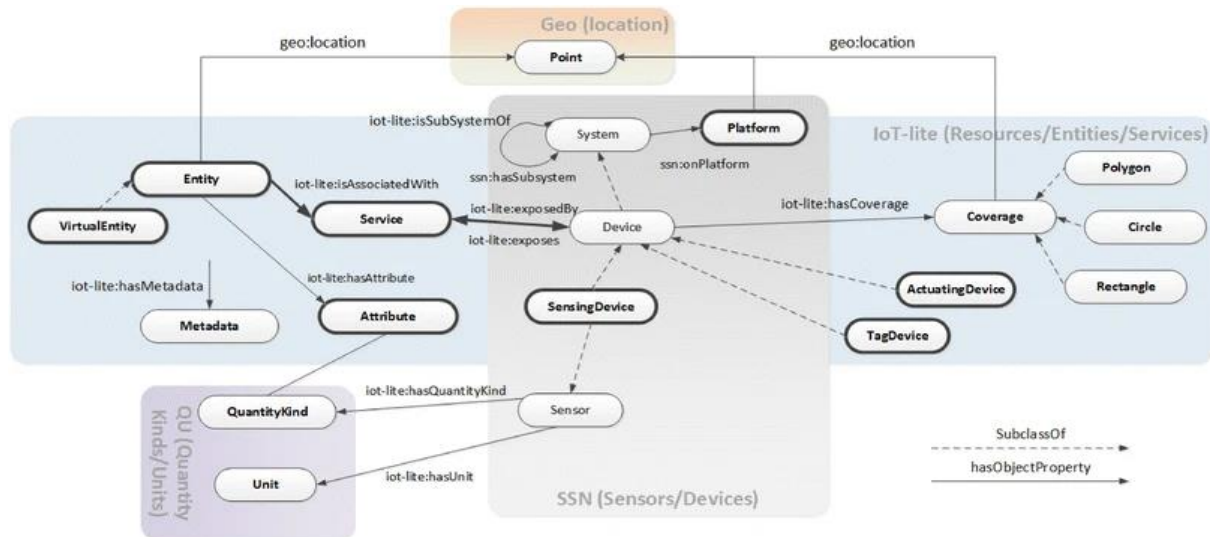 Geo (location)
geo:location
geo:location
Point
iot-lite:isSubSystemOf
System
Platform
IoT-lite (Resources/Entities/Services)
ssn:onPlatform
ssn:hasSubsystem
Polygon
Entity
iot-lite:isAssociatedWith
iot-lite:hasCoverage
VirtualEntity
Service
iot-lite:exposedBy
Device
Coverage
Circle
iot-lite:exposes
iot-lite:hasAttribute
iot-lite:hasMetadata
ActuatingDevice
Rectangle
SensingDevice
Metadata
Attribute
TagDevice
iot-lite:hasQuantityKind
QuantityKind
Sensor
QU (Quantity
Kinds/Units)
SubclassOf
hasObjectProperty
Unit
iot-lite:hasUnit
SSN (Sensors/Devices)